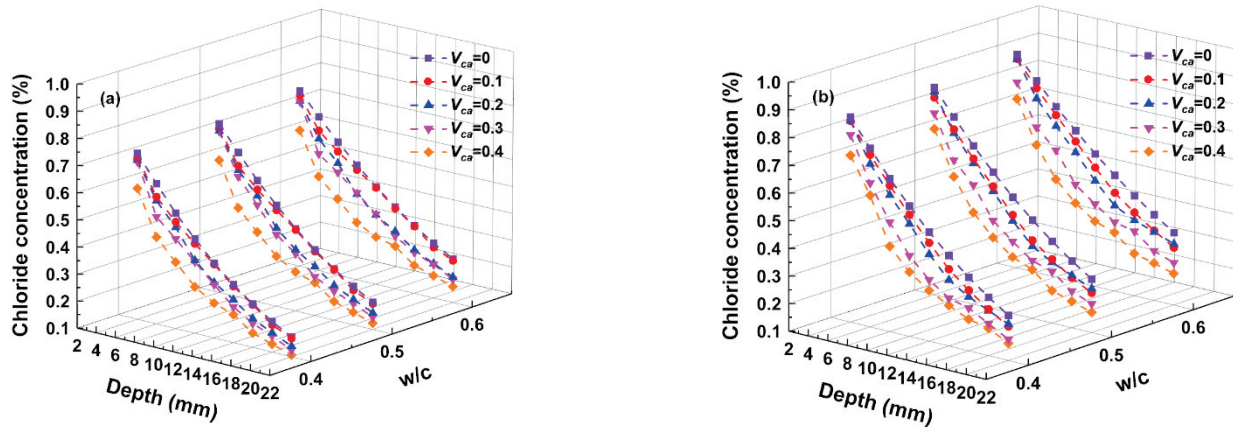 (a)
Chloride concentration (%)
1.0
0.9
0.8
0.7
0.6
0.5
0.4
0.3
0.2
0.1
2 4 6 8 10 12 14 16 18 20 22
Depth (mm)
0.4
0.5
0.6
w/c
Vca=0
Vca=0.1
Vca=0.2
Vca=0.3
Vca=0.4
(b)
Chloride concentration (%)
1.0
0.9
0.8
0.7
0.6
0.5
0.4
0.3
0.2
0.1
2 4 6 8 10 12 14 16 18 20 22
Depth (mm)
0.4
0.5
0.6
w/c
Vca=0
Vca=0.1
Vca=0.2
Vca=0.3
Vca=0.4